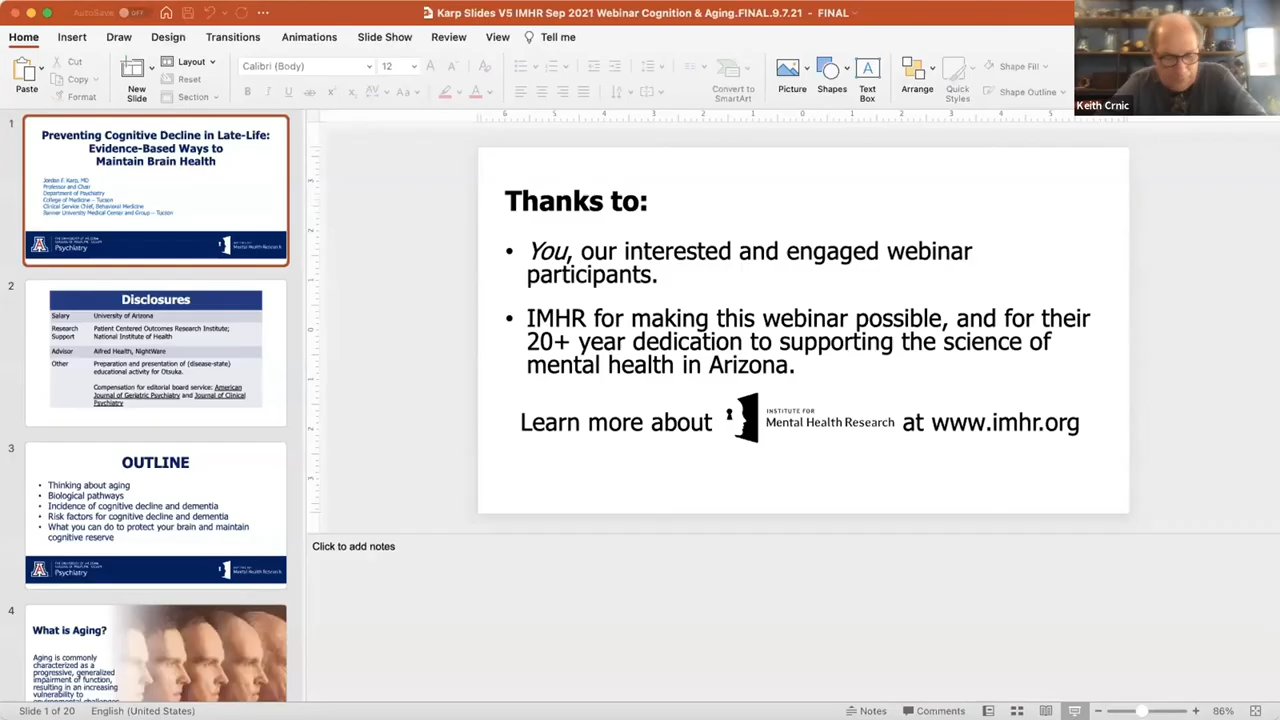 AutoSave OFF
Karp Slides V5 IMHR Sep 2021 Webinar Cognition & Aging.FINAL.9.7.21 - FINAL
Home Insert Draw Design Transitions Animations Slide Show Review View Tell me
Paste
Cut
Copy
Format
New
Slide
Layout
Reset
Section
Calibri (Body) 12
Convert to
SmartArt
Picture
Shapes
Text
Box
Arrange
Quick
Styles
Shape Fill
Shape Outline
Keith Crnic
1
Preventing Cognitive Decline in Late-Life:
Evidence-Based Ways to
Maintain Brain Health
Jordan F. Karp, MD
Professor and Chair
Department of Psychiatry
College of Medicine – Tucson
Clinical Service Chief, Behavioral Medicine
Banner University Medical Center and Group – Tucson
Psychiatry
Mental Health Research
2
Disclosures
Salary University of Arizona
Research Support Patient Centered Outcomes Research Institute; National Institute of Health
Advisor Aifred Health, NightWare
Other Preparation and presentation of (disease-state) educational activity for Otsuka.
Compensation for editorial board service: American Journal of Geriatric Psychiatry and Journal of Clinical Psychiatry
3
OUTLINE
• Thinking about aging
• Biological pathways
• Incidence of cognitive decline and dementia
• Risk factors for cognitive decline and dementia
• What you can do to protect your brain and maintain
cognitive reserve
Psychiatry
Mental Health Research
4
What is Aging?
Aging is commonly
characterized as a
progressive, generalized
impairment of function,
resulting in an increasing
vulnerability to
environmental challenges
Thanks to:
• You, our interested and engaged webinar
participants.
• IMHR for making this webinar possible, and for their
20+ year dedication to supporting the science of
mental health in Arizona.
Learn more about INSTITUTE FOR Mental Health Research at www.imhr.org
Click to add notes
Slide 1 of 20 English (United States) Notes Comments 86%